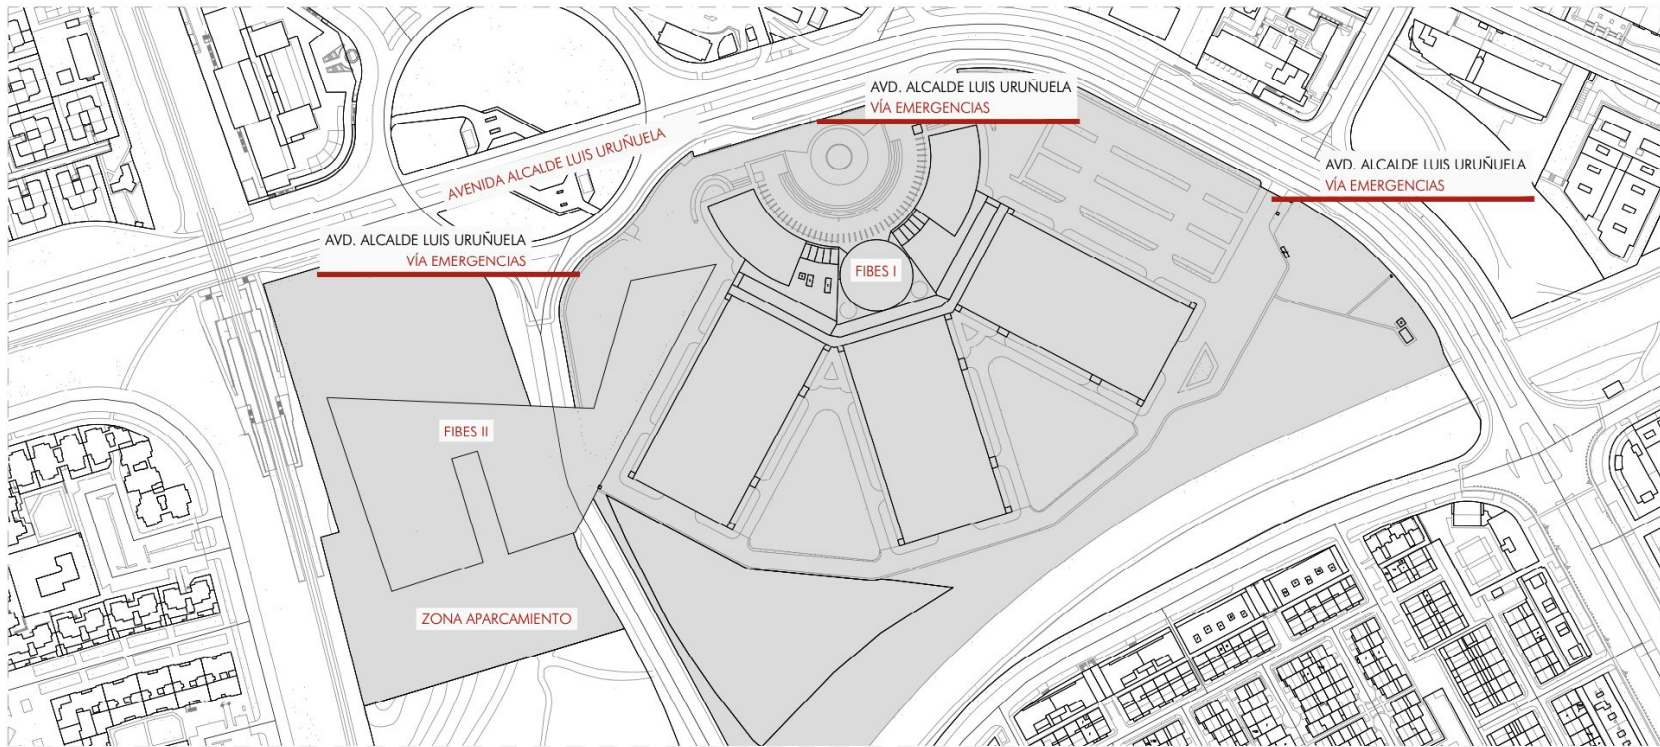 AVD. ALCALDE LUIS URUÑUELA
VÍA EMERGENCIAS
AVENIDA ALCALDE LUIS URUÑUELA
AVD. ALCALDE LUIS URUÑUELA
VÍA EMERGENCIAS
AVD. ALCALDE LUIS URUÑUELA
VÍA EMERGENCIAS
FIBES I
FIBES II
ZONA APARCAMIENTO